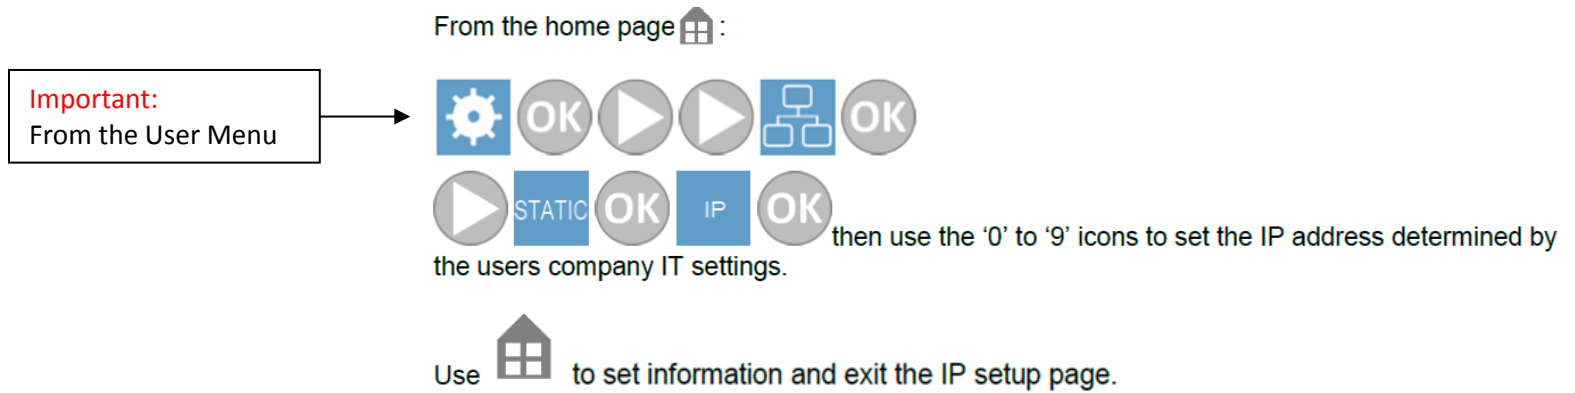 From the home page :
Important:
From the User Menu
OK OK
STATIC OK IP OK then use the ‘0’ to ‘9’ icons to set the IP address determined by
the users company IT settings.
Use to set information and exit the IP setup page.